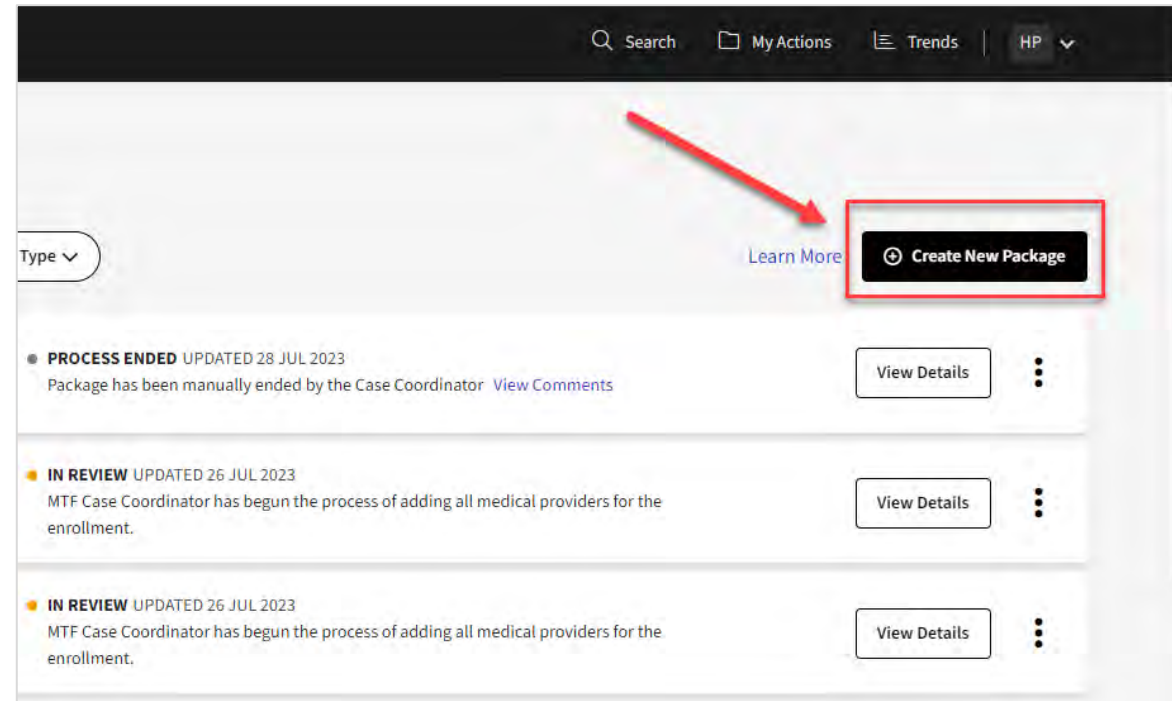 Search My Actions Trends HP
Type
Learn More Create New Package
PROCESS ENDED UPDATED 28 JUL 2023
Package has been manually ended by the Case Coordinator View Comments
View Details
IN REVIEW UPDATED 26 JUL 2023
MTF Case Coordinator has begun the process of adding all medical providers for the
enrollment.
View Details
IN REVIEW UPDATED 26 JUL 2023
MTF Case Coordinator has begun the process of adding all medical providers for the
enrollment.
View Details